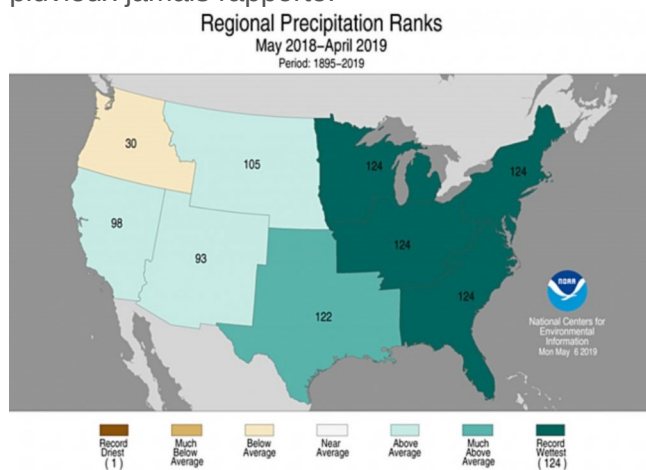 Regional Precipitation Ranks
May 2018–April 2019
Period: 1895–2019
30
105
124
124
98
93
124
124
122
NOAA
National Centers for
Environmental
Information
Mon May 6 2019
Record
Driest
(1)
Much
Below
Average
Below
Average
Near
Average
Above
Average
Much
Above
Average
Record
Wettest
(124)